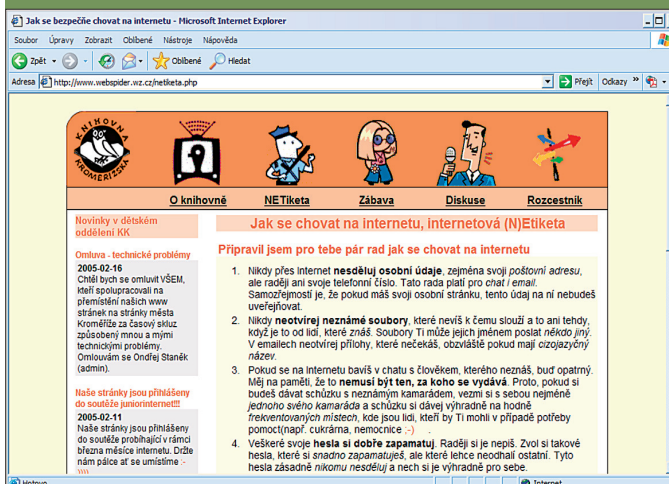 Jak se bezpečňe chovat na internetu - Microsoft Internet Explorer
Soubor Úpravy Zobrazit Oblíbené Nástroje Nápověda
Zpět Oblíbené Hledat
Adresa http://www.webspider.wz.cz/netiketa.php Přejít Odkazy »
KNIHOVNA KROMĚŘÍŽSKA
O knihovně NETiketa Zábava Diskuse Rozcestník
Novinky v dětském
oddělení KK
Omluva - technické problémy
2005-02-16
Chtěl bych se omluvit VŠEM,
kteří spolupracovali na
přemístění našich www
stránek na stránky města
Kroměříže za časový skluz
způsobený mnou a mými
technickými problémy.
Omlouvám se Ondřej Staněk
(admin).
Naše stránky jsou přihlášeny
do soutěže juniorinternet!!!
2005-02-11
Naše stránky jsou přihlášeny
do soutěže probíhající v rámci
března měsíce internetu. Držte
nám pálce ať se umístíme :-
))))
Jak se chovat na internetu, internetová (N)Etiketa
Připravil jsem pro tebe pár rad jak se chovat na internetu
1. Nikdy přes Internet nesděluj osobní údaje, zejména svoji poštovní adresu,
ale raději ani svoje telefonní číslo. Tato rada platí pro chat i email.
Samozřejmostí je, že pokud máš svoji osobní stránku, tento údaj na ní nebudeš
uveřejňovat.
2. Nikdy neotvírej neznámé soubory, které nevíš k čemu slouží a to ani tehdy,
když je to od lidí, které znáš. Soubory Ti může jejich jménem poslat někdo jiný.
V emailech neotvírej přílohy, které nečekáš, obzvláště pokud mají cizojazyčný
název.
3. Pokud se na Internetu bavíš v chatu s člověkem, kterého neznáš, buď opatrný.
Měj na paměti, že to nemusí být ten, za koho se vydává. Proto, pokud si
budeš dávat schůzku s neznámým kamarádem, vezmi si s sebou nejméně
jednoho svého kamaráda a schůzku si dávej výhradně na hodně
frekventovaných místech, kde jsou lidi, kteří by Ti mohli v případě potřeby
pomoct(např. cukrárna, nemocnice :-) .
4. Veškeré svoje hesla si dobře zapamatuj. Raději si je nepiš. Zvol si takové
hesla, které si snadno zapamatuješ, ale které lehce neodhalí ostatní. Tyto
hesla zásadně nikomu nesděluj a nech si je výhradně pro sebe.
Hotovo Internet